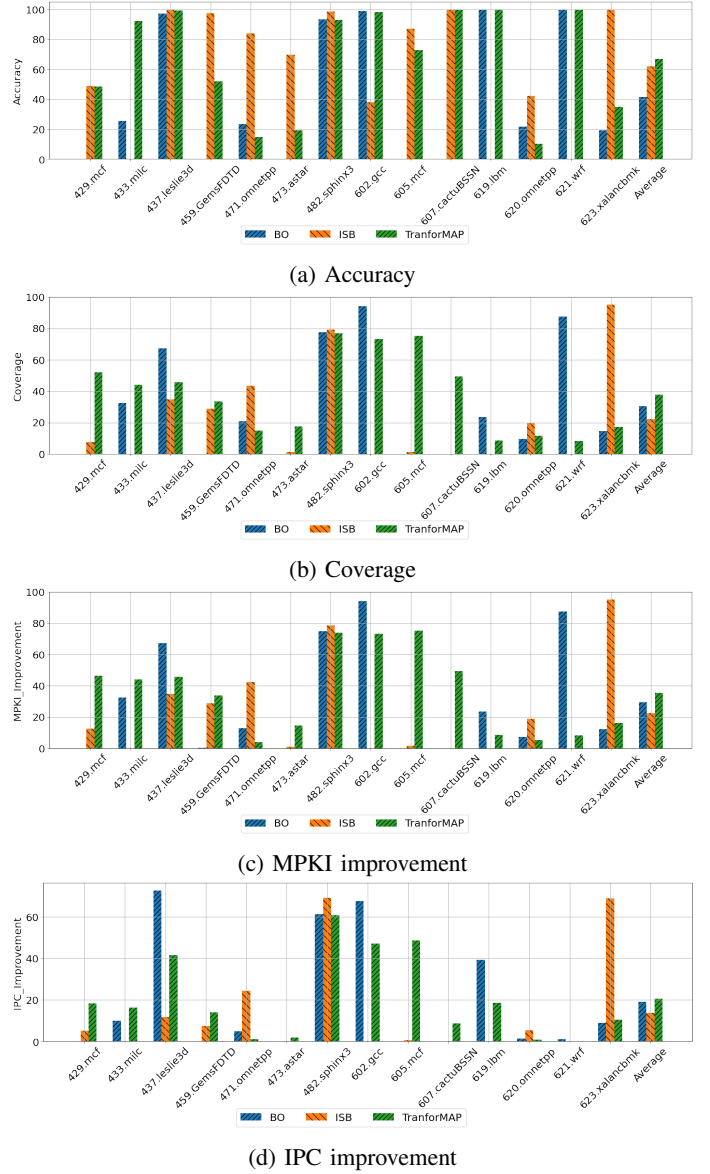 100
80
60
40
20
0
Accuracy
429.mcf
433.milc
437.leslie3d
459.GemsFDTD
471.omnetpp
473.astar
482.sphinx3
602.gcc
605.mcf
607.cactuBSSN
619.lbm
620.omnetpp
621.wrf
623.xalancbmk
Average
BO ISB TranforMAP
(a) Accuracy
100
80
60
40
20
0
Coverage
429.mcf
433.milc
437.leslie3d
459.GemsFDTD
471.omnetpp
473.astar
482.sphinx3
602.gcc
605.mcf
607.cactuBSSN
619.lbm
620.omnetpp
621.wrf
623.xalancbmk
Average
BO ISB TranforMAP
(b) Coverage
100
80
60
40
20
0
MPKI_Improvement
429.mcf
433.milc
437.leslie3d
459.GemsFDTD
471.omnetpp
473.astar
482.sphinx3
602.gcc
605.mcf
607.cactuBSSN
619.lbm
620.omnetpp
621.wrf
623.xalancbmk
Average
BO ISB TranforMAP
(c) MPKI improvement
60
40
20
0
IPC_Improvement
429.mcf
433.milc
437.leslie3d
459.GemsFDTD
471.omnetpp
473.astar
482.sphinx3
602.gcc
605.mcf
607.cactuBSSN
619.lbm
620.omnetpp
621.wrf
623.xalancbmk
Average
BO ISB TranforMAP
(d) IPC improvement